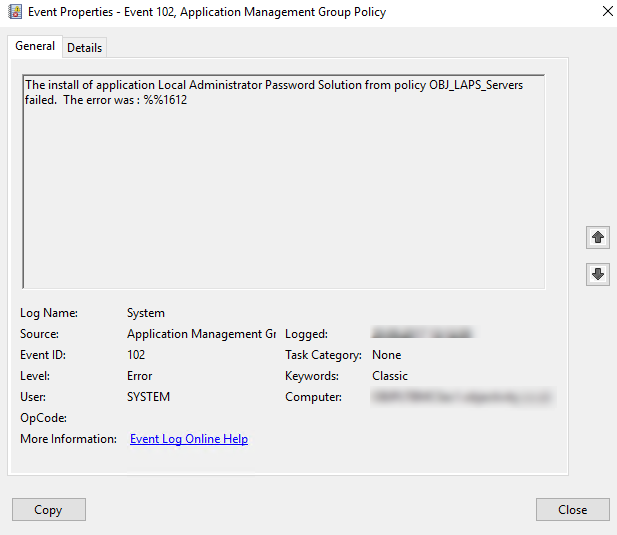 Event Properties - Event 102, Application Management Group Policy
General
Details
The install of application Local Administrator Password Solution from policy OBJ_LAPS_Servers
failed.  The error was : %%1612
Log Name: System
Source: Application Management Gr Logged:
Event ID: 102 Task Category: None
Level: Error Keywords: Classic
User: SYSTEM Computer:
OpCode:
More Information: Event Log Online Help
Copy
Close